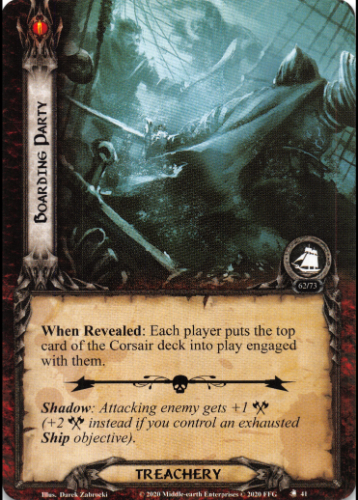 Boarding Party
62/73
When Revealed: Each player puts the top
card of the Corsair deck into play engaged
with them.
Shadow: Attacking enemy gets +1
(+2 instead if you control an exhausted
Ship objective).
TREACHERY
Illus. Darek Zabrocki © 2020 Middle-earth Enterprises © 2020 FFG 41